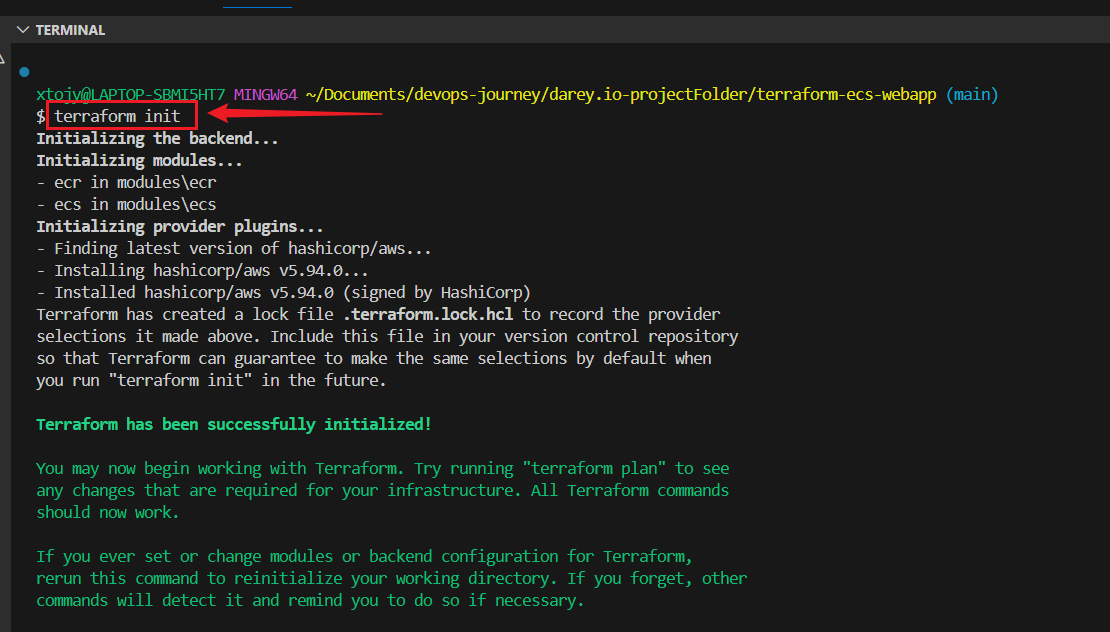 TERMINAL
xtojy@LAPTOP-SBMI5HT7 MINGW64 ~/Documents/devops-journey/darey.io-projectFolder/terraform-ecs-webapp (main)
$ terraform init
Initializing the backend...
Initializing modules...
- ecr in modules\ecr
- ecs in modules\ecs
Initializing provider plugins...
- Finding latest version of hashicorp/aws...
- Installing hashicorp/aws v5.94.0...
- Installed hashicorp/aws v5.94.0 (signed by HashiCorp)
Terraform has created a lock file .terraform.lock.hcl to record the provider
selections it made above. Include this file in your version control repository
so that Terraform can guarantee to make the same selections by default when
you run "terraform init" in the future.
Terraform has been successfully initialized!
You may now begin working with Terraform. Try running "terraform plan" to see
any changes that are required for your infrastructure. All Terraform commands
should now work.
If you ever set or change modules or backend configuration for Terraform,
rerun this command to reinitialize your working directory. If you forget, other
commands will detect it and remind you to do so if necessary.